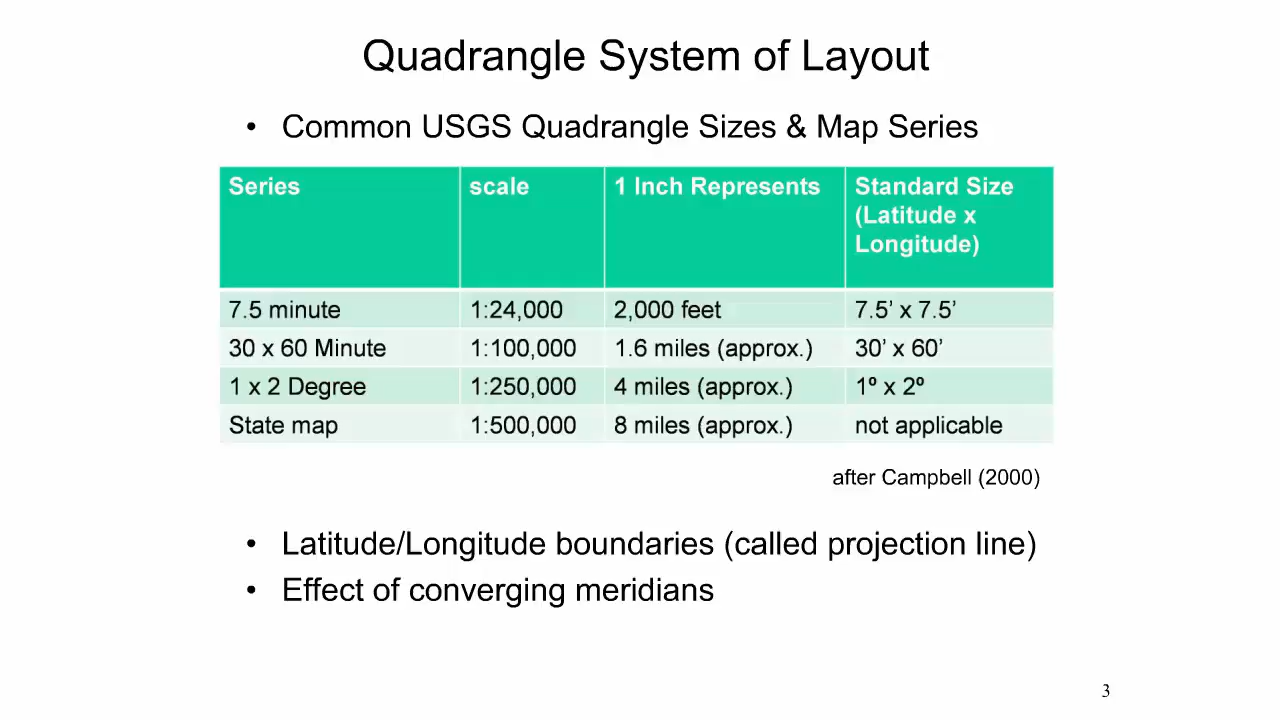 Quadrangle System of Layout
• Common USGS Quadrangle Sizes & Map Series
Series scale 1 Inch Represents Standard Size
(Latitude x
Longitude)
7.5 minute 1:24,000 2,000 feet 7.5’ x 7.5’
30 x 60 Minute 1:100,000 1.6 miles (approx.) 30’ x 60’
1 x 2 Degree 1:250,000 4 miles (approx.) 1º x 2º
State map 1:500,000 8 miles (approx.) not applicable
after Campbell (2000)
• Latitude/Longitude boundaries (called projection line)
• Effect of converging meridians
3